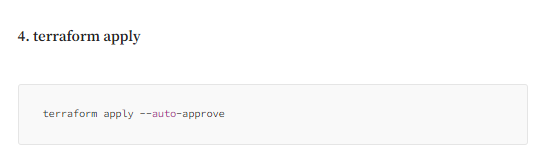 4. terraform apply
terraform apply --auto-approve